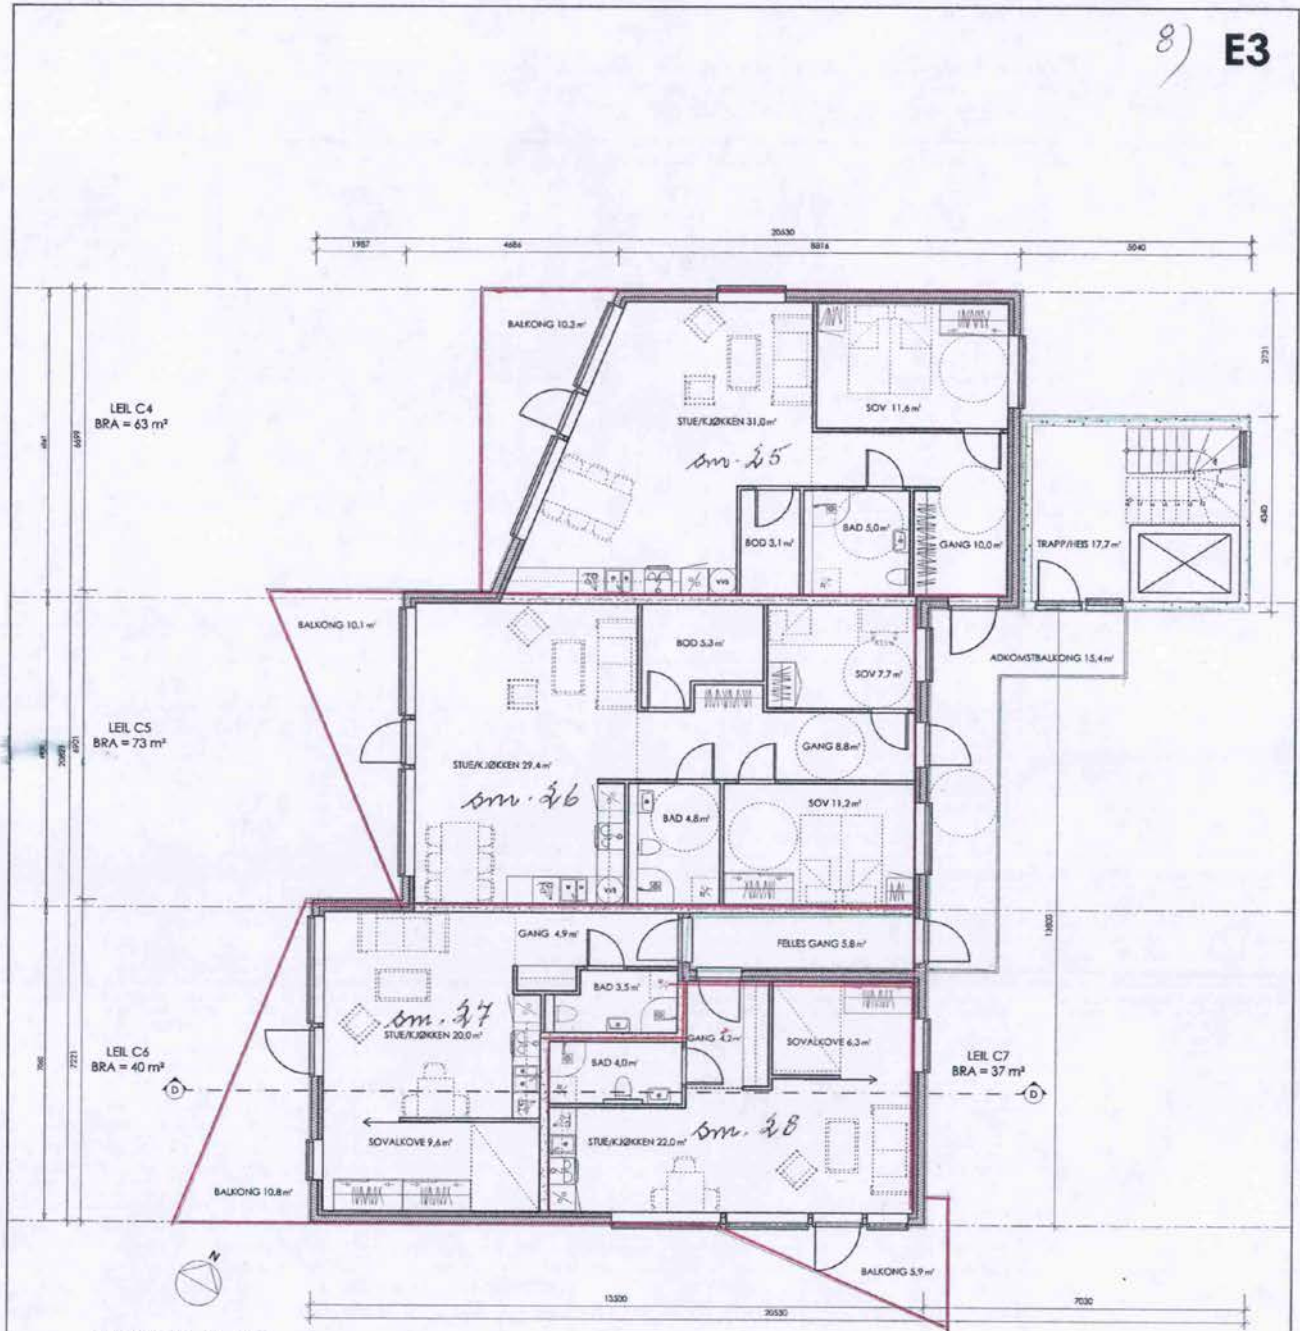 8) E3
20530
1987 4686 8816 5040
BALKONG 10,3 m²
2731
LEIL C4
BRA = 63 m²
SOV 11,6 m²
STUE/KJØKKEN 31,0 m²
snr. 25
6699
4340
BAD 5,0 m²
BOD 3,1 m²
GANG 10,0 m²
TRAPP/HEIS 17,7 m²
VVS
BALKONG 10,1 m²
BOD 5,3 m²
ADKOMSTBALKONG 15,4 m²
SOV 7,7 m²
LEIL C5
BRA = 73 m²
GANG 8,8 m²
STUE/KJØKKEN 29,4 m²
snr. 26
SOV 11,2 m²
BAD 4,8 m²
VVS
GANG 4,9 m²
FELLES GANG 5,8 m²
BAD 3,5 m²
snr. 27
STUE/KJØKKEN 20,0 m²
GANG 4,2 m²
SOVALKOVE 6,3 m²
LEIL C6
BRA = 40 m²
BAD 4,0 m²
LEIL C7
BRA = 37 m²
7221
D D
snr. 28
SOVALKOVE 9,6 m²
STUE/KJØKKEN 22,0 m²
BALKONG 10,8 m²
N
BALKONG 5,9 m²
13500 7030
20530